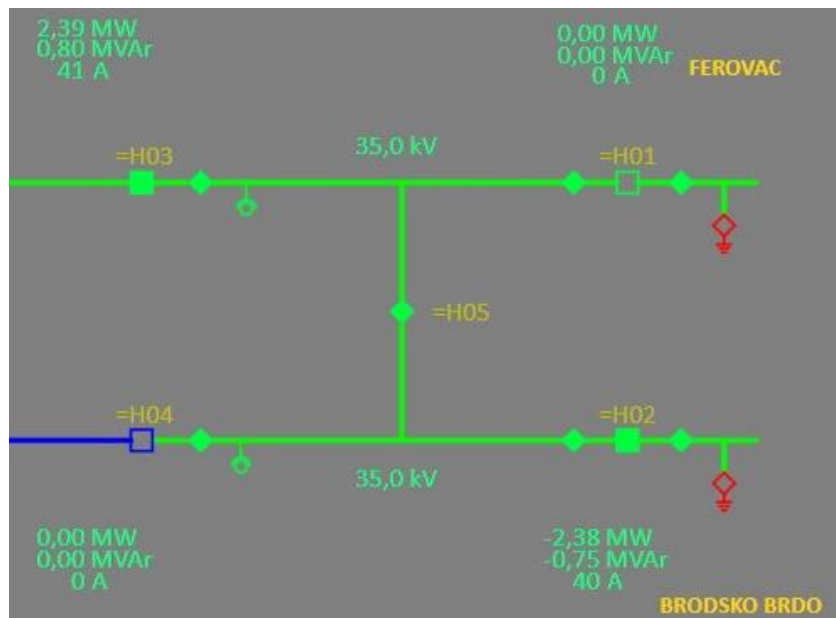 2,39 MW
0,80 MVAr
41 A
0,00 MW
0,00 MVAr
0 A
FEROVAC
=H03
35,0 kV
=H01
=H05
=H04
=H02
35,0 kV
0,00 MW
0,00 MVAr
0 A
-2,38 MW
-0,75 MVAr
40 A
BRODSKO BRDO